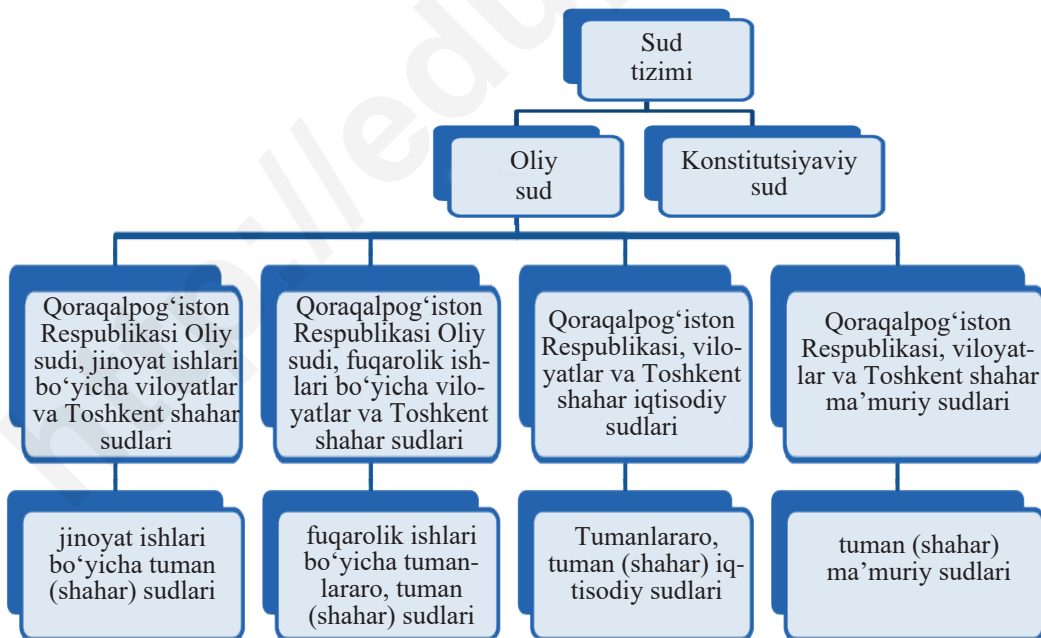 Sud
tizimi
Oliy
sud
Konstitutsiyaviy
sud
Qoraqalpog‘iston
Respublikasi Oliy
sudi, jinoyat ishlari
bo‘yicha viloyatlar
va Toshkent shahar
sudlari
Qoraqalpog‘iston
Respublikasi Oliy
sudi, fuqarolik ish-
lari bo‘yicha vilo-
yatlar va Toshkent
shahar sudlari
Qoraqalpog‘iston
Respublikasi, vilo-
yatlar va Toshkent
shahar iqtisodiy
sudlari
Qoraqalpog‘iston
Respublikasi, viloyat-
lar va Toshkent shahar
ma’muriy sudlari
jinoyat ishlari
bo‘yicha tuman
(shahar) sudlari
fuqarolik ishlari
bo‘yicha tuman-
lararo, tuman
(shahar) sudlari
Tumanlararo,
tuman (shahar) iq-
tisodiy sudlari
tuman (shahar)
ma’muriy sudlari
http://edu